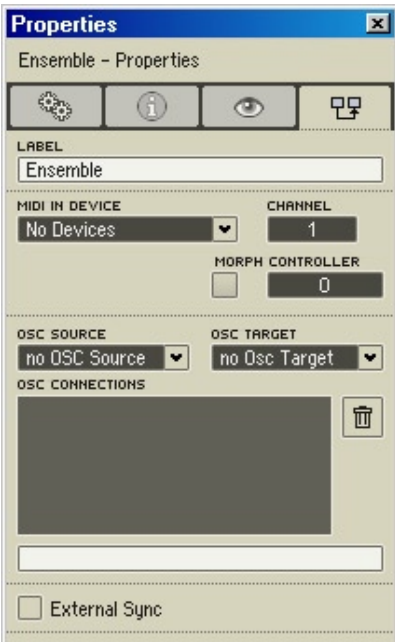 Properties
Ensemble – Properties
LABEL
Ensemble
MIDI IN DEVICE CHANNEL
No Devices 1
MORPH CONTROLLER
0
OSC SOURCE OSC TARGET
no OSC Source no Osc Target
OSC CONNECTIONS
External Sync